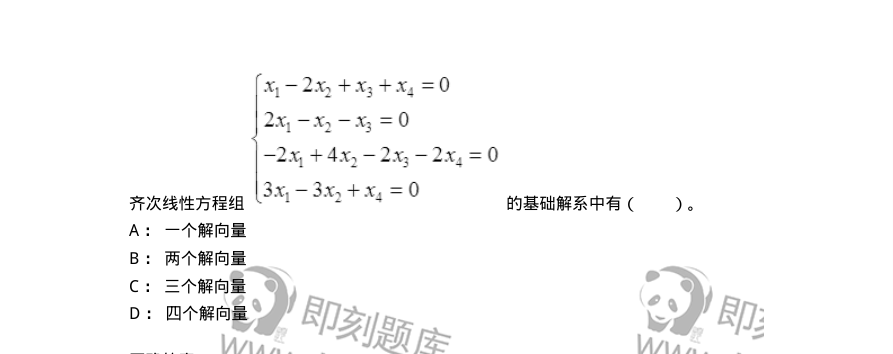 x₁ − 2x₂ + x₃ + x₄ = 0
2x₁ − x₂ − x₃ = 0
−2x₁ + 4x₂ − 2x₃ − 2x₄ = 0
3x₁ − 3x₂ + x₄ = 0
齐次线性方程组 的基础解系中有（ ）。
A： 一个解向量
B： 两个解向量
C： 三个解向量
D： 四个解向量
即刻题库 即刻题